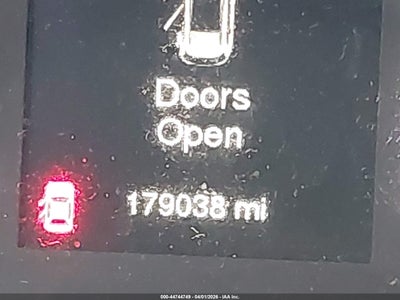 Doors
Open
179038 mi
000-44744749 - 04/01/2026 - IAA Inc.